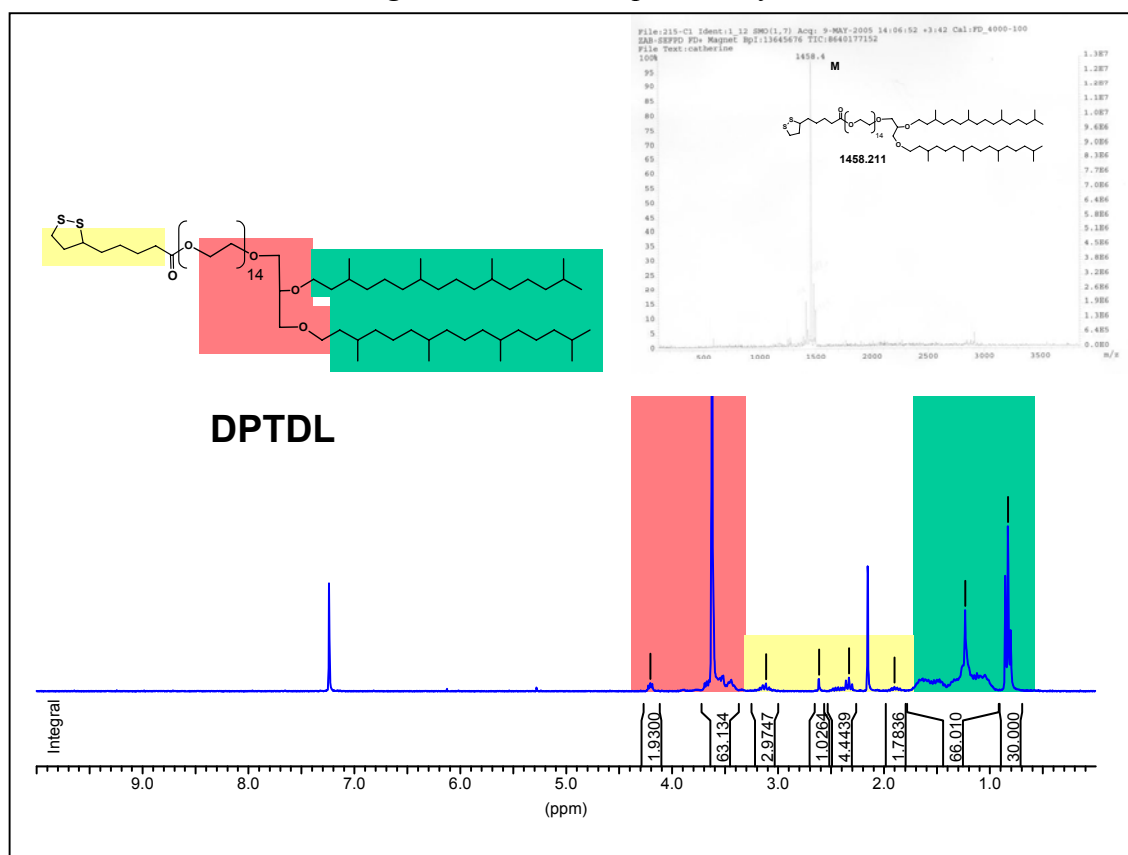 File:215-C1 Ident:1_12 SMO(1,7) Acq: 9-MAY-2005 14:06:52 +3:42 Cal:FD_4000-100
ZAB-SEFPD FD+ Magnet BpI:13645676 TIC:8640177152
File Text:catherine
100%
95
90
85
80
75
70
65
60
55
50
45
40
35
30
25
20
15
10
5
0
1458.4
M
1.3E7
1.2E7
1.2E7
1.1E7
1.0E7
9.6E6
9.0E6
8.3E6
7.7E6
7.0E6
6.4E6
5.8E6
5.1E6
4.5E6
3.8E6
3.2E6
2.6E6
1.9E6
1.3E6
6.4E5
0.0E0
500 1000 1500 2000 2500 3000 3500 m/z
S S O O O O O 14
1458.211
S S O O O O O 14
DPTDL
Integral
1.9300
63.134
2.9747
1.0264
4.4439
1.7836
66.010
30.000
9.0 8.0 7.0 6.0 5.0 4.0 3.0 2.0 1.0
(ppm)